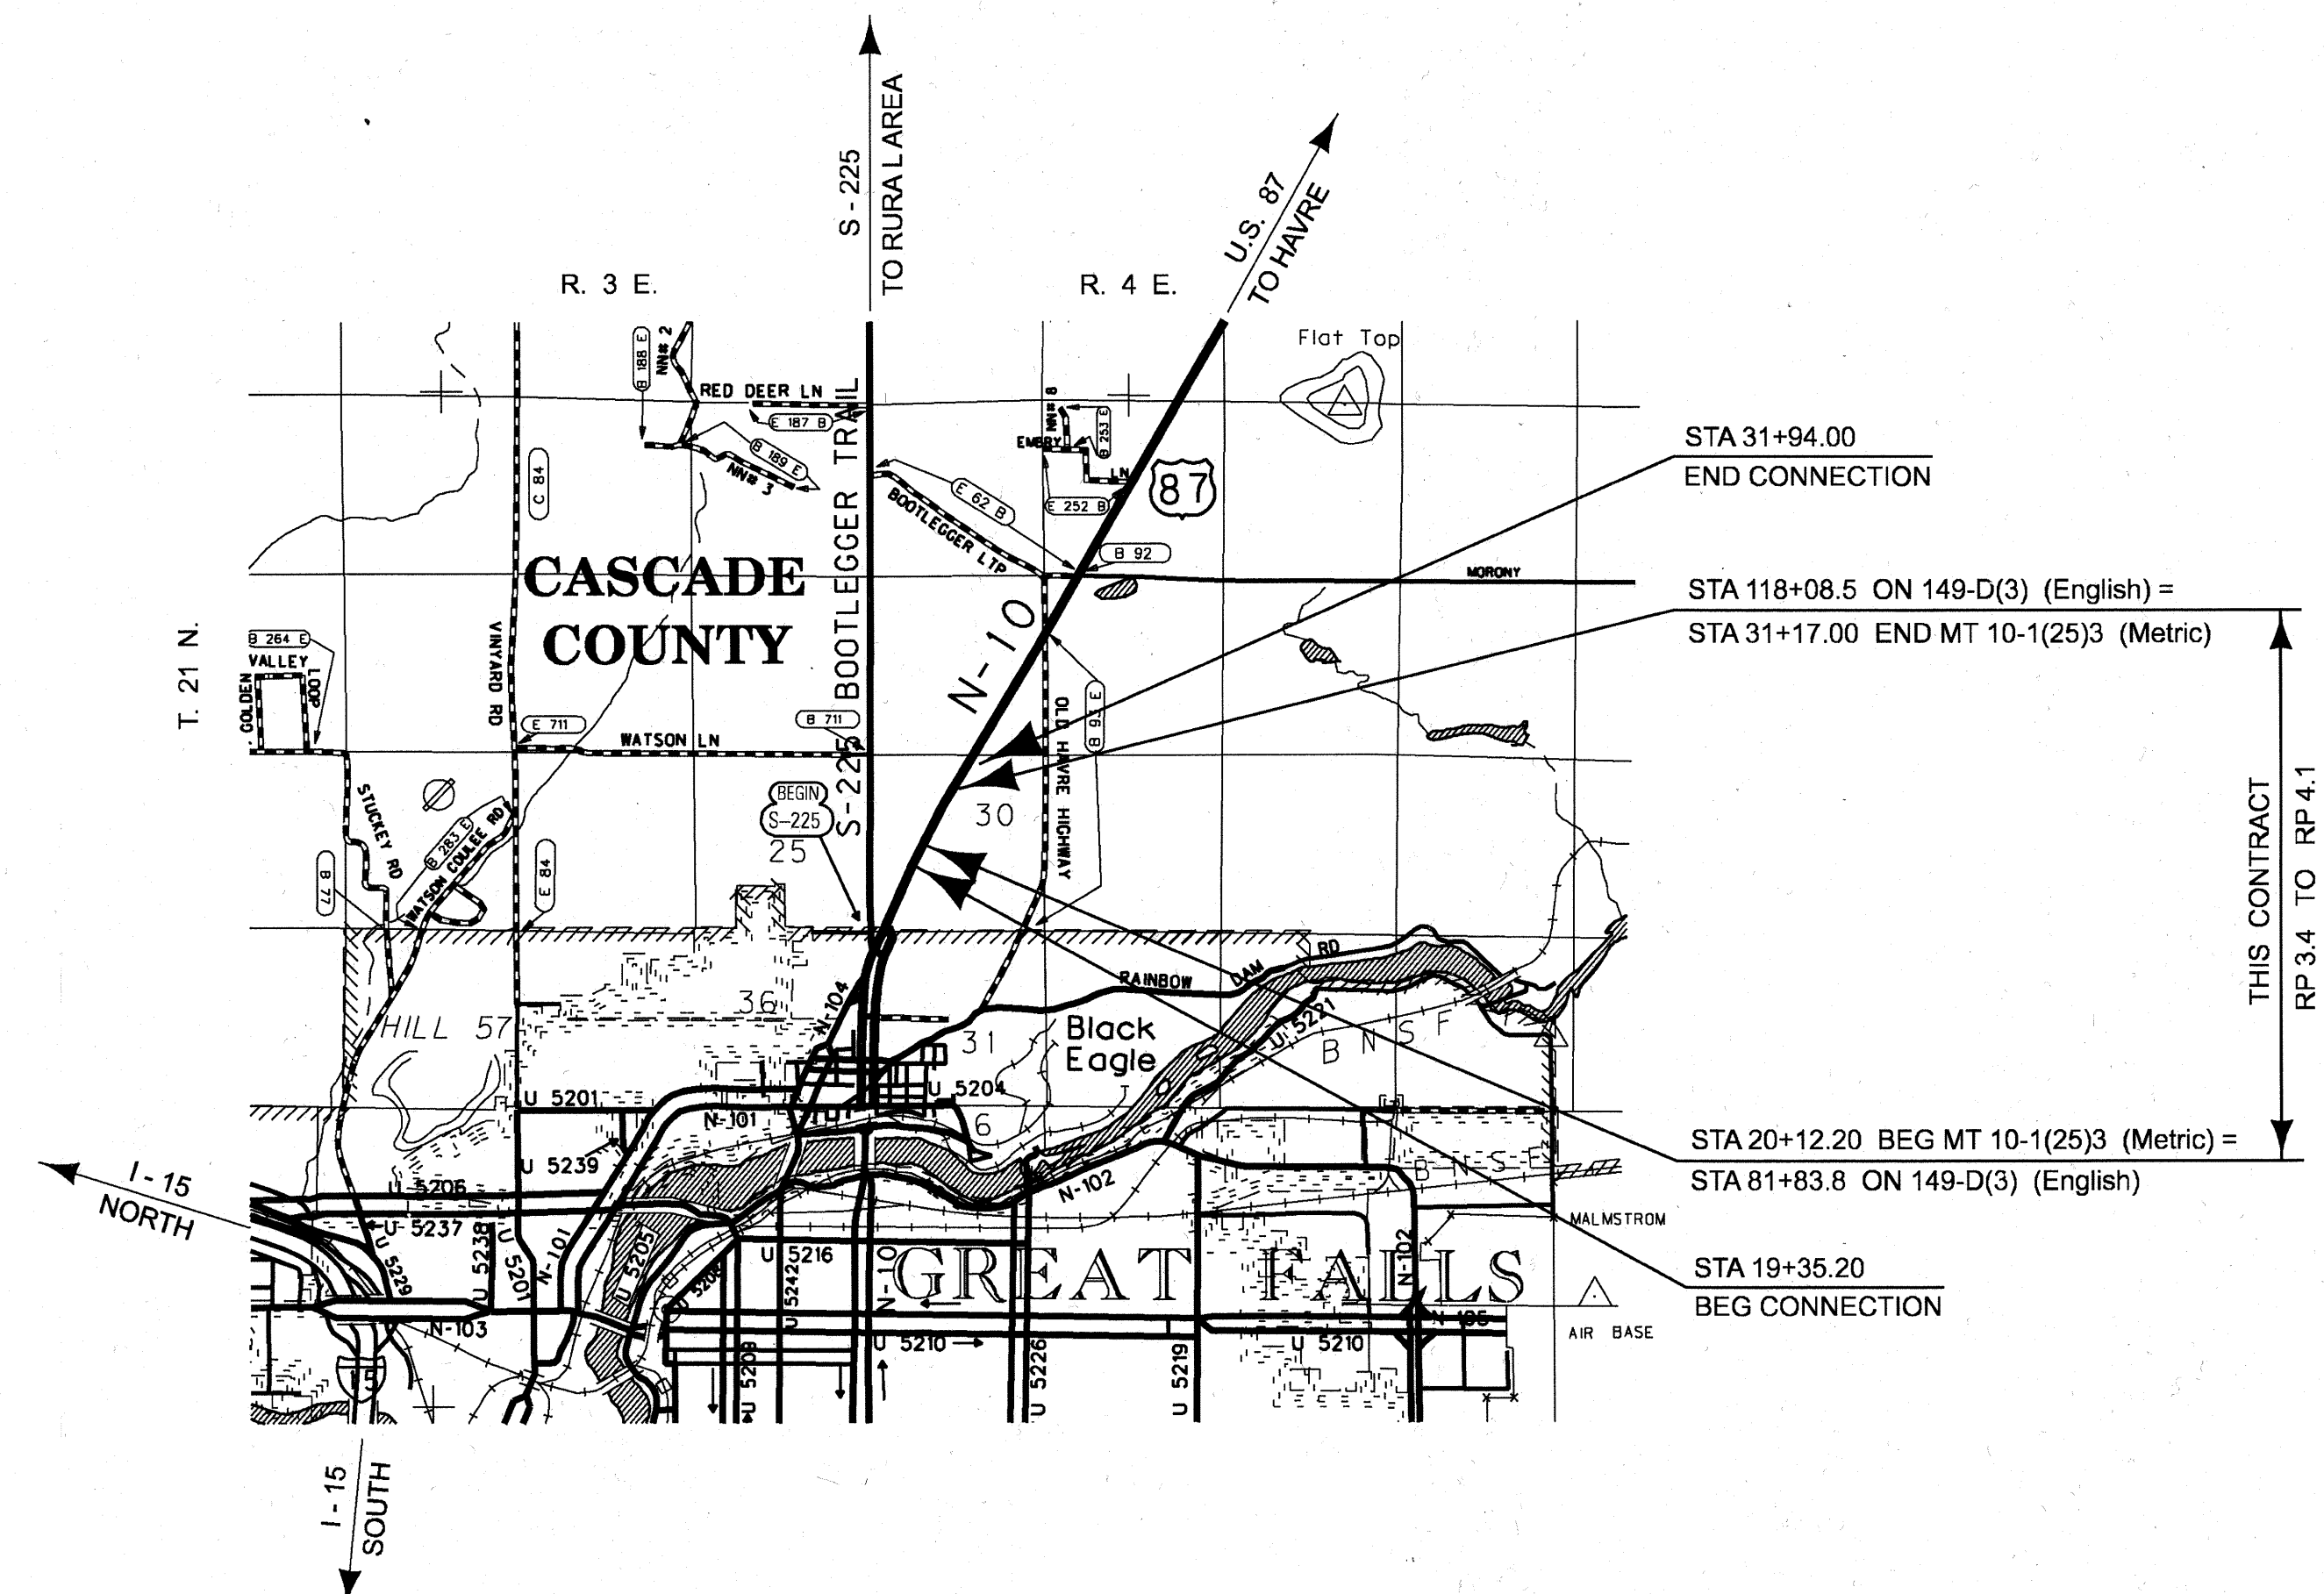 S - 225
TO RURAL AREA
U.S. 87
TO HAVRE
R. 3 E.
R. 4 E.
Flat Top
B 188 E
NN# 2
RED DEER LN
E 187 B
B 189 E
NN# 3
C 84
NN# 8
EMBRY
LN
B 253 E
E 252 B
87
E 62 B
BOOTLEGGER LTP
B 92
MORONY
S-225 BOOTLEGGER TRAIL
CASCADE
COUNTY
N-10
T. 21 N.
B 264 E
VALLEY
LOOP
GOLDEN
VINYARD RD
E 711
WATSON LN
B 711
B 93 E
OLD HAVRE HIGHWAY
STUCKEY RD
B 283 E
WATSON COULEE RD
B 77
E 84
BEGIN
S-225
25
30
36
31
6
HILL 57
N-104
RAINBOW DAM RD
Black
Eagle
U 5221
B N S F
U 5201
U 5204
N-101
U 5239
N-102
B N S F
U 5206
U 5237
U 5238
U 5201
U 5229
N-101
U 5205
U 5216
U 5242
N-10
GREAT FALLS
N-102
MALMSTROM
AIR BASE
N-103
U 5209
U 5210
U 5226
U 5219
U 5210
I - 15
NORTH
I - 15
SOUTH
STA 31+94.00
END CONNECTION
STA 118+08.5 ON 149-D(3) (English) =
STA 31+17.00 END MT 10-1(25)3 (Metric)
THIS CONTRACT
RP 3.4 TO RP 4.1
STA 20+12.20 BEG MT 10-1(25)3 (Metric) =
STA 81+83.8 ON 149-D(3) (English)
STA 19+35.20
BEG CONNECTION